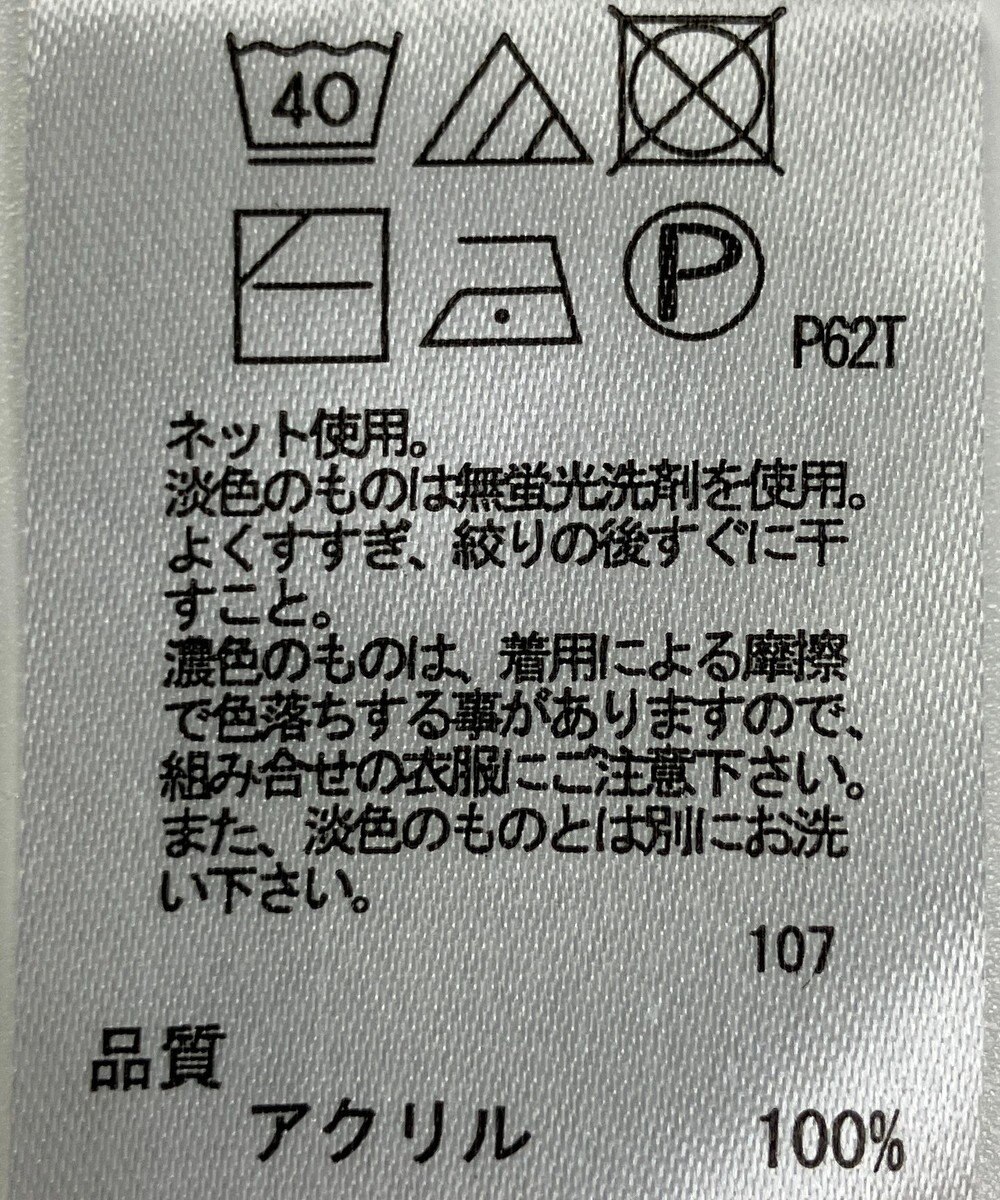 40
P
P62T
ネット使用。
淡色のものは無蛍光洗剤を使用。
よくすすぎ、絞りの後すぐに干
すこと。
濃色のものは、着用による摩擦
で色落ちする事がありますので、
組み合せの衣服にご注意下さい。
また、淡色のものとは別にお洗
い下さい。
107
品質
アクリル 100%